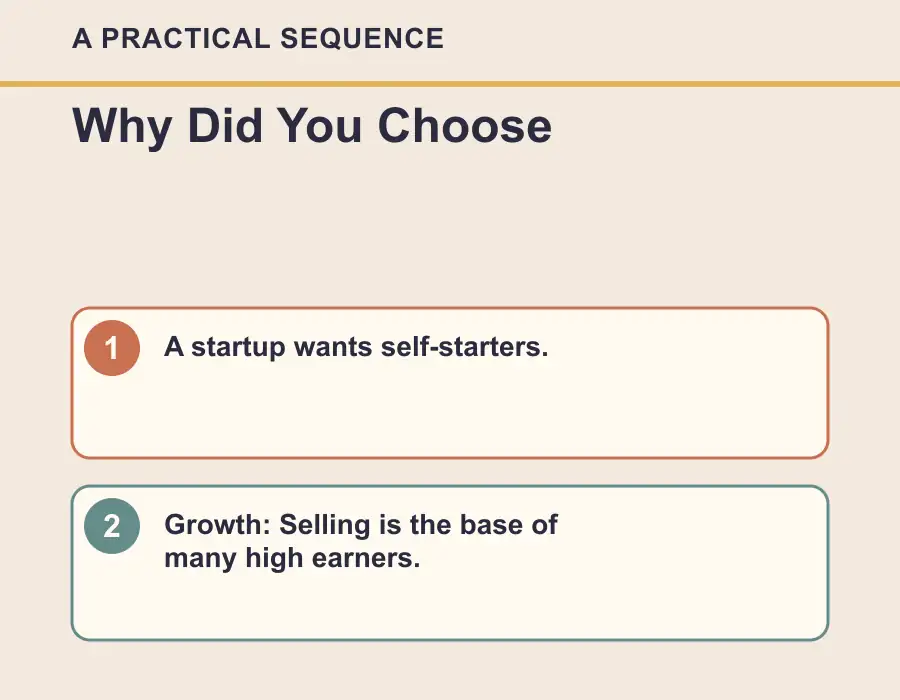 A PRACTICAL SEQUENCE
Why Did You Choose
1
A startup wants self-starters.
2
Growth: Selling is the base of
many high earners.